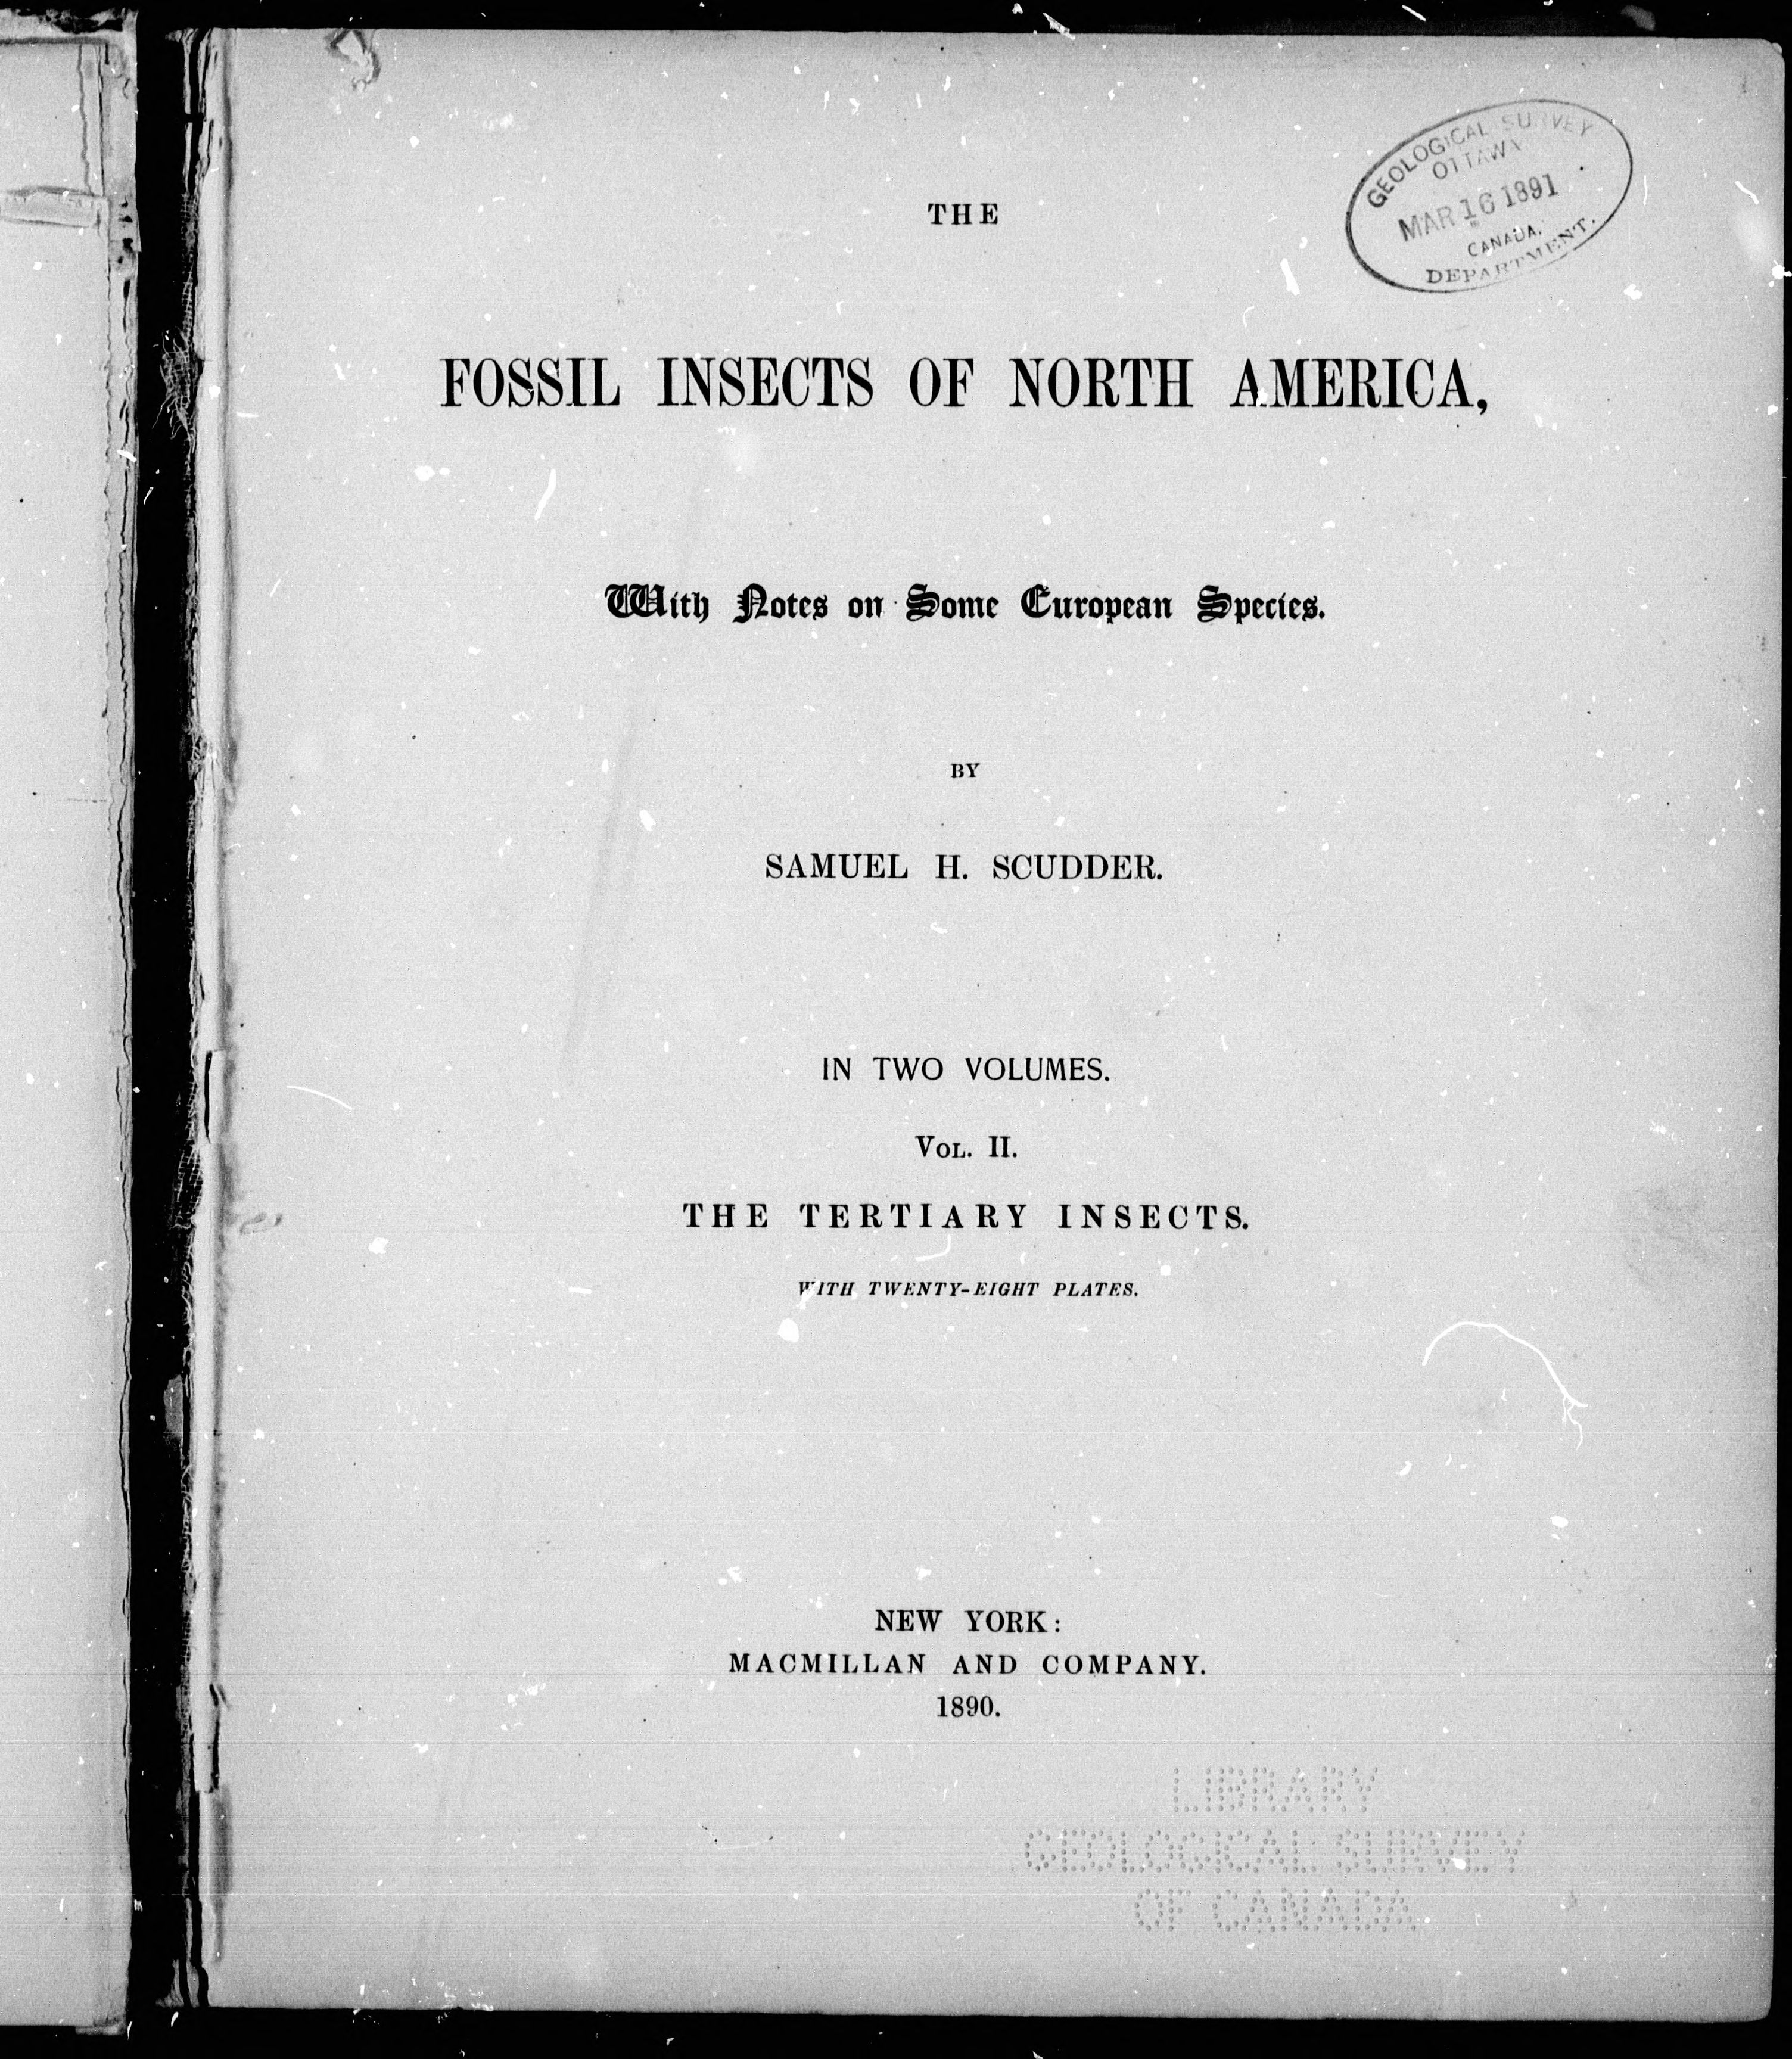 GEOLOGICAL SURVEY
OTTAWA
MAR 16 1891
CANADA.
DEPARTMENT.
THE
FOSSIL INSECTS OF NORTH AMERICA,
With Notes on Some European Species.
BY
SAMUEL H. SCUDDER.
IN TWO VOLUMES.
VOL. II.
THE TERTIARY INSECTS.
WITH TWENTY-EIGHT PLATES.
NEW YORK:
MACMILLAN AND COMPANY.
1890.
LIBRARY
GEOLOGICAL SURVEY
OF CANADA